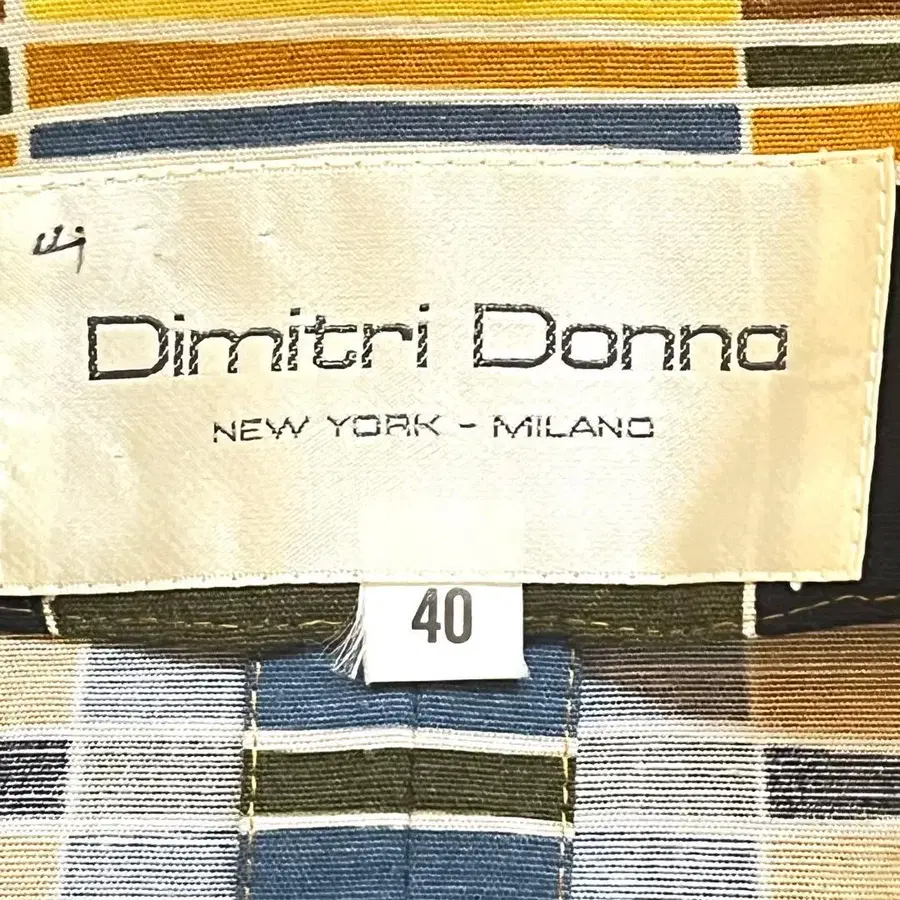 Dimitri Donna
NEW YORK - MILANO
40